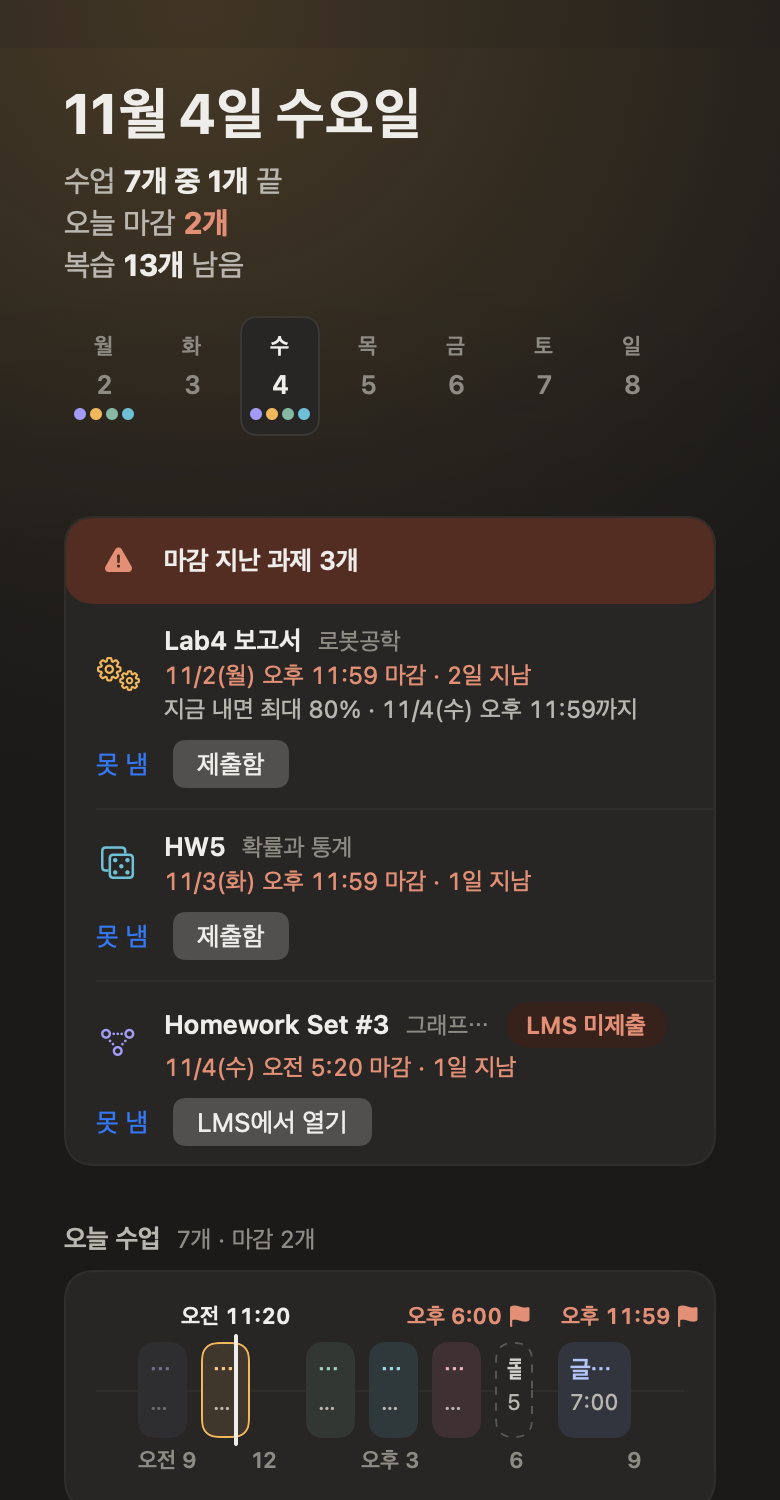 11월 4일 수요일
수업 7개 중 1개 끝
오늘 마감 2개
복습 13개 남음
월 화 수 목 금 토 일
2 3 4 5 6 7 8
마감 지난 과제 3개
Lab4 보고서 로봇공학
11/2(월) 오후 11:59 마감 · 2일 지남
지금 내면 최대 80% · 11/4(수) 오후 11:59까지
못 냄 제출함
HW5 확률과 통계
11/3(화) 오후 11:59 마감 · 1일 지남
못 냄 제출함
Homework Set #3 그래프… LMS 미제출
11/4(수) 오전 5:20 마감 · 1일 지남
못 냄 LMS에서 열기
오늘 수업 7개 · 마감 2개
오전 11:20 오후 6:00 오후 11:59
… … … … … 글…
... ... ... ... ... 5 7:00
오전 9 12 오후 3 6 9